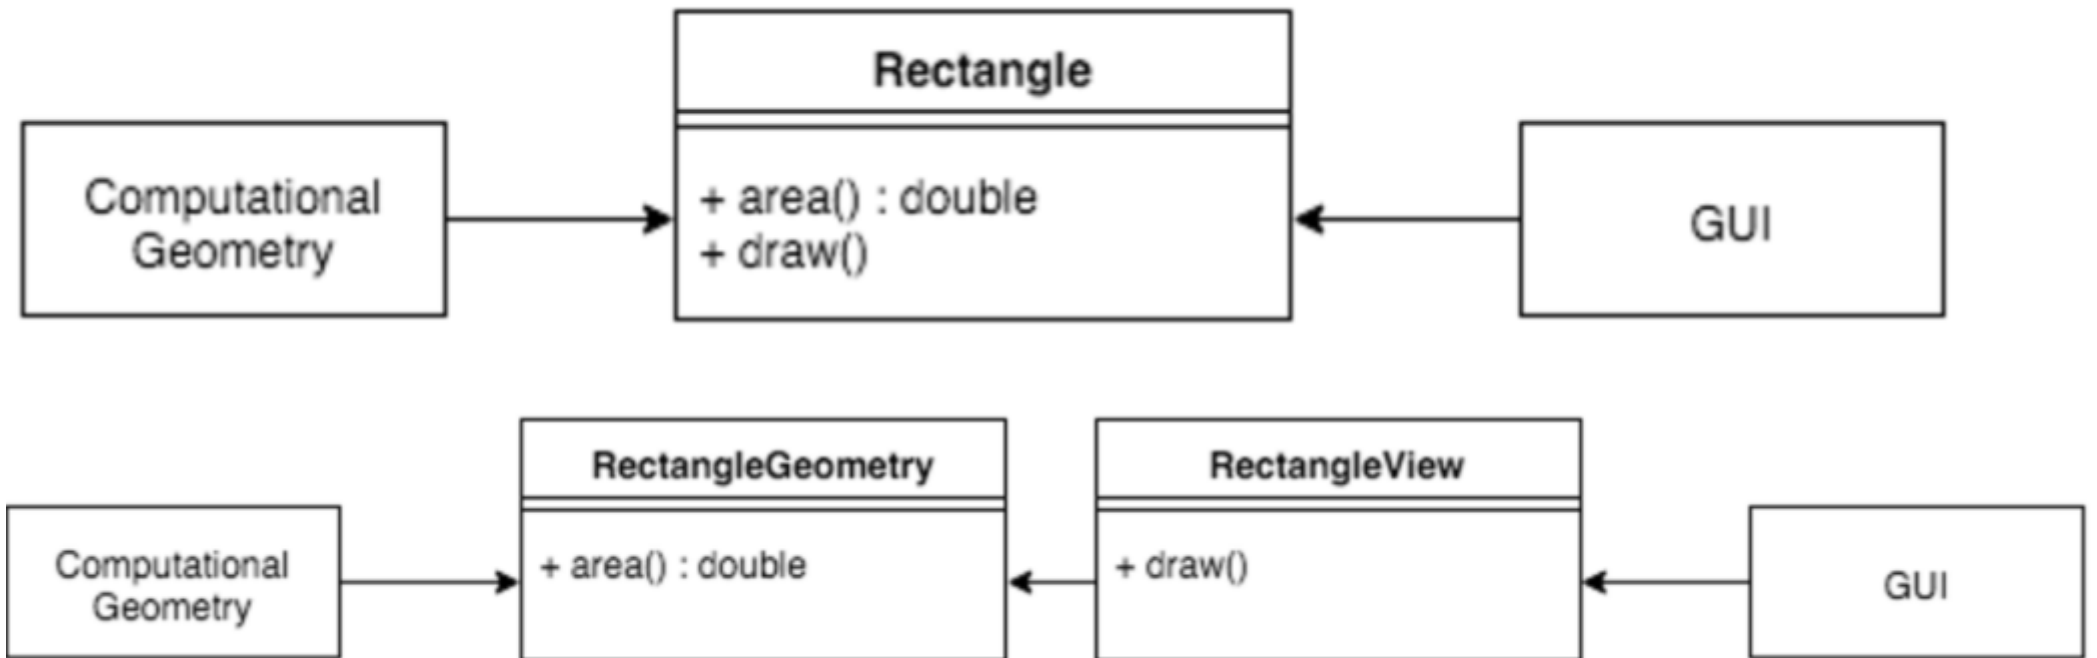 Rectangle
Computational
Geometry
+ area() : double
+ draw()
GUI
RectangleGeometry
RectangleView
Computational
Geometry
+ area() : double
+ draw()
GUI